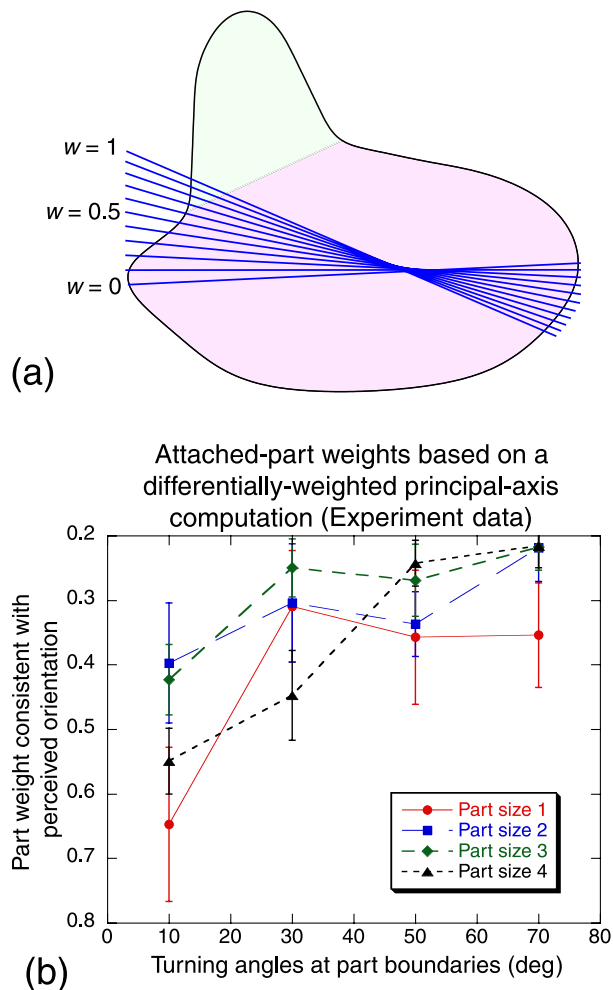 w = 1
w = 0.5
w = 0
(a)
Attached-part weights based on a
differentially-weighted principal-axis
computation (Experiment data)
Part weight consistent with
perceived orientation
0.2
0.3
0.4
0.5
0.6
0.7
0.8
Part size 1
Part size 2
Part size 3
Part size 4
0 10 20 30 40 50 60 70 80
Turning angles at part boundaries (deg)
(b)